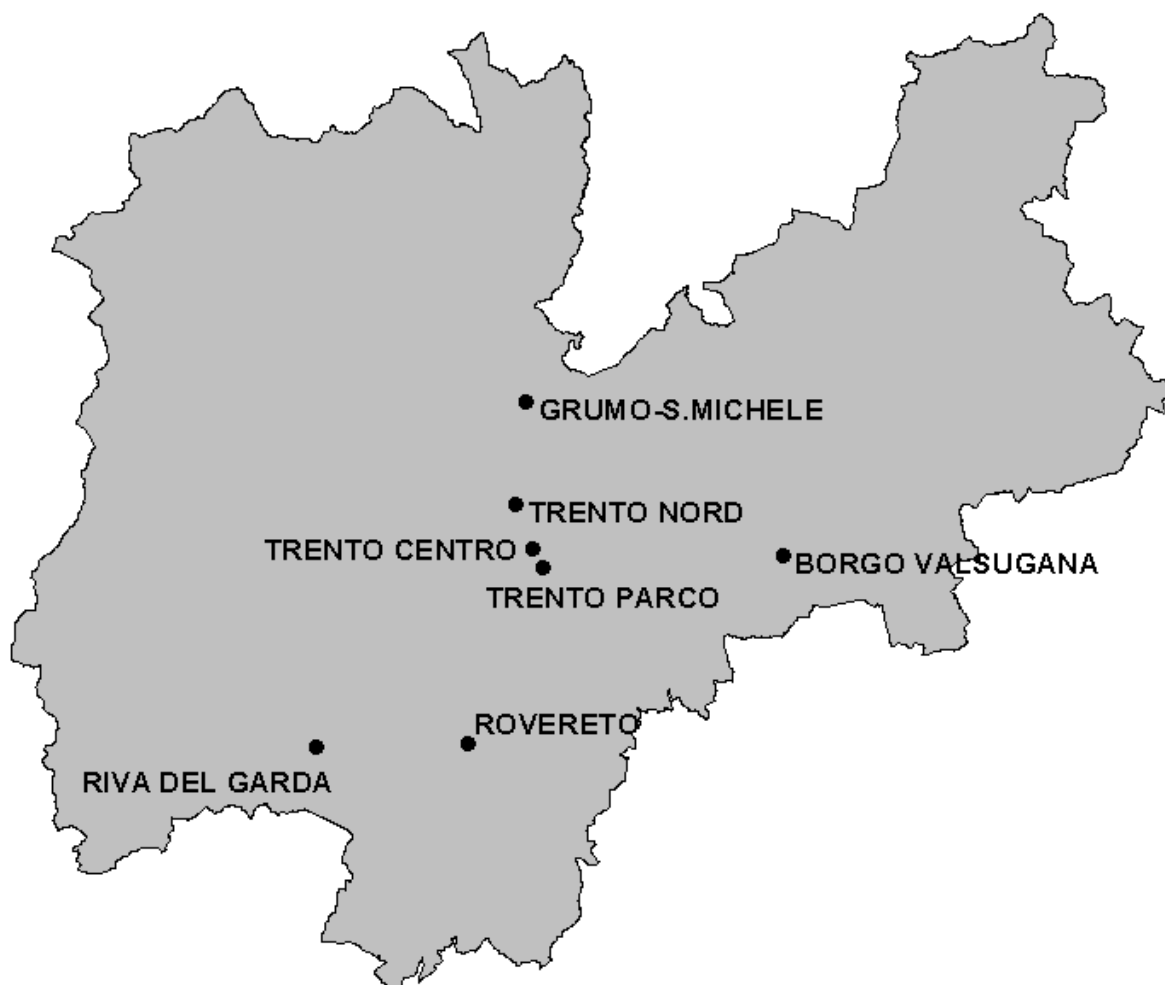 GRUMO-S.MICHELE
TRENTO NORD
TRENTO CENTRO
BORGO VALSUGANA
TRENTO PARCO
ROVERETO
RIVA DEL GARDA